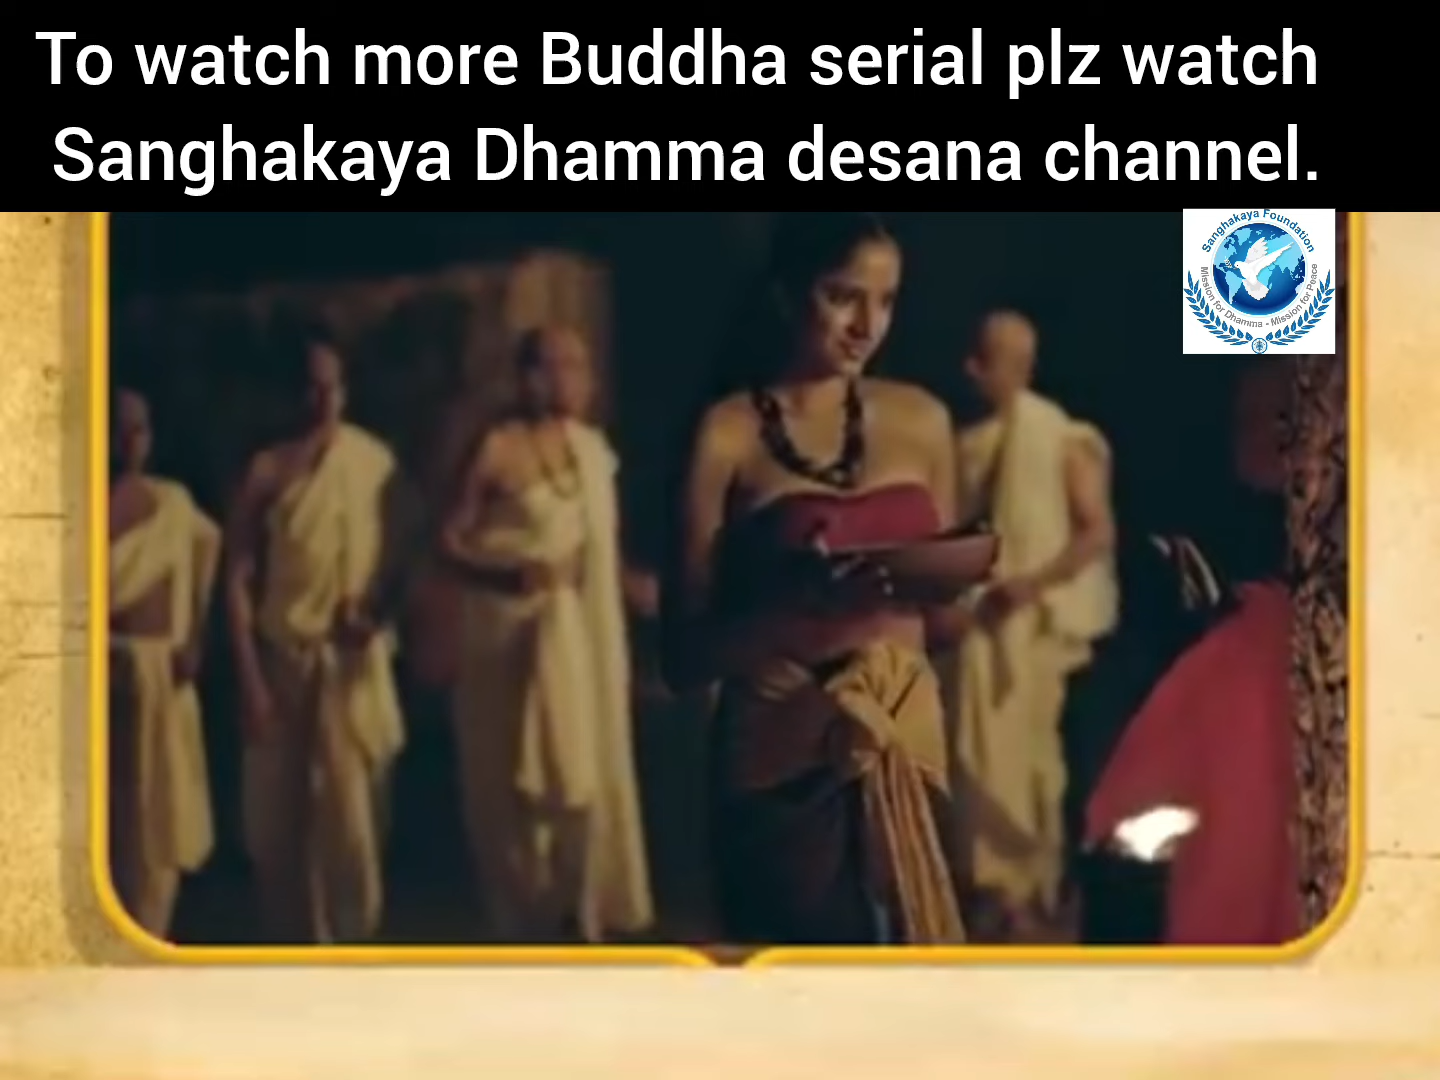 To watch more Buddha serial plz watch
Sanghakaya Dhamma desana channel.
Sanghakaya Foundation
Mission for Dhamma - Mission for Peace